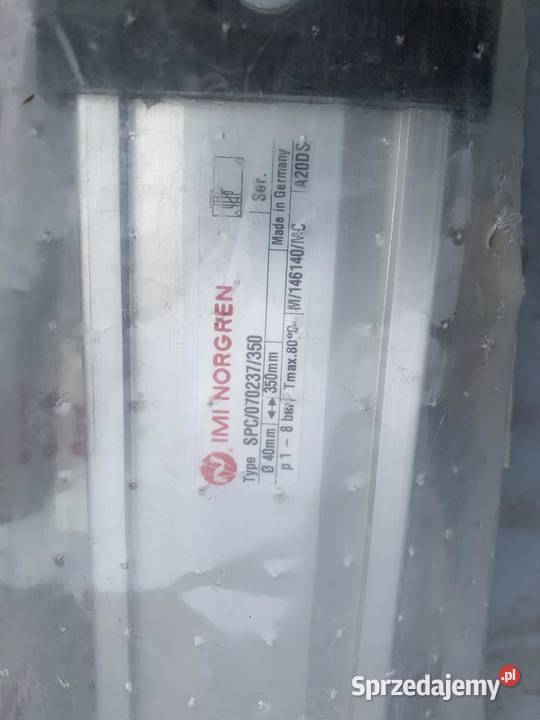 IMI NORGREN
Type SPC/070237/350 Ser.
Ø 40mm 350mm Made in Germany
p 1 - 8 bar Tmax.80°C M/146140/MC A20DS
Sprzedajemy.pl